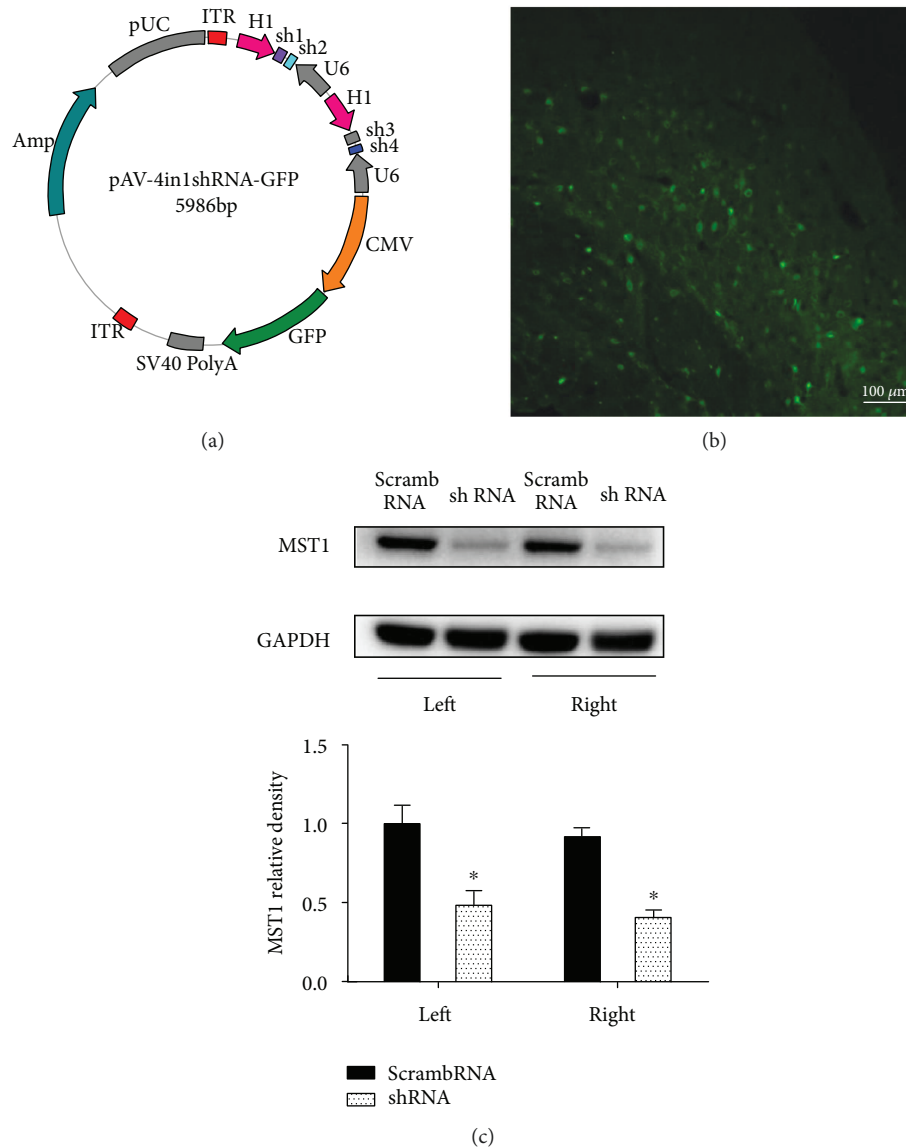 pUC
ITR
H1
sh1
sh2
U6
H1
sh3
sh4
U6
Amp
pAV-4in1shRNA-GFP
5986bp
CMV
GFP
SV40 PolyA
ITR
(a)
100 μm
(b)
Scramb RNA
sh RNA
Scramb RNA
sh RNA
MST1
GAPDH
Left
Right
MST1 relative density
1.5
1.0
0.5
0.0
*
*
Left
Right
ScrambRNA
shRNA
(c)